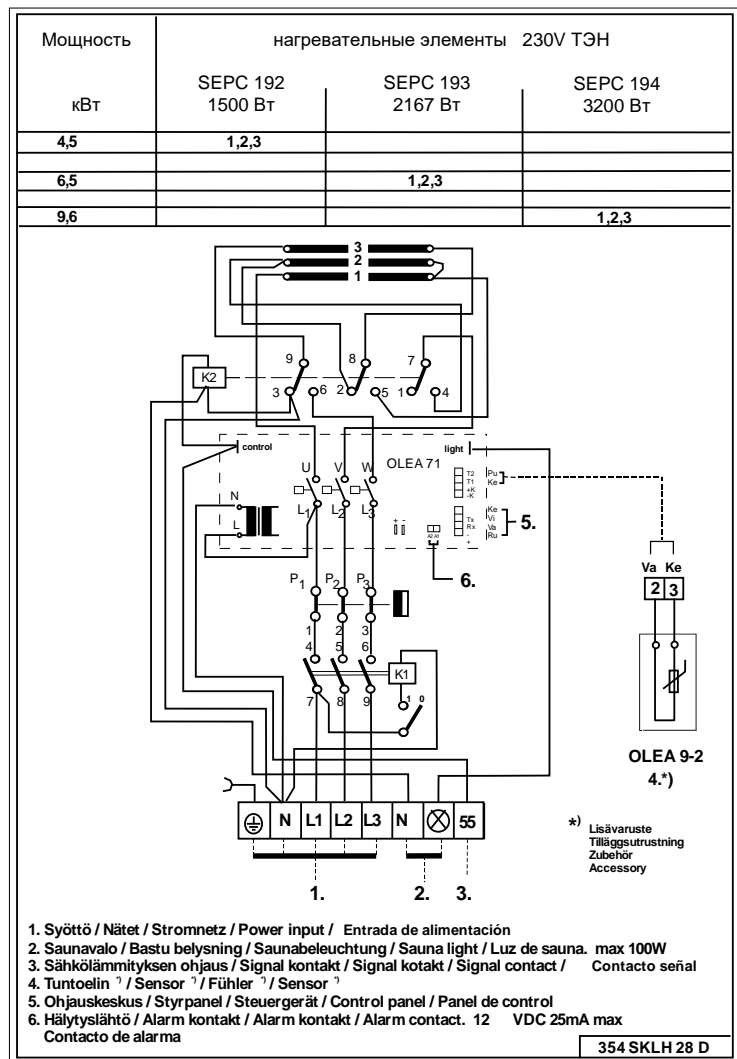 Мощность нагревательные элементы 230V ТЭН
SEPC 192 SEPC 193 SEPC 194
кВт 1500 Вт 2167 Вт 3200 Вт
4,5 1,2,3
6,5 1,2,3
9,6 1,2,3
3
2
1
9 8 7
K2
3 6 2 5 1 4
control light
U V W OLEA 71
T2 Pu
T1 Ke
+K
-K
N
L
L1 L2 L3
+ -
A2 A1
Ke
Tx Vi
Rx Va
- Ru
+
5.
6.
P1 P2 P3
1 2 3
4 5 6
K1
7 8 9
1 0
Va Ke
2 3
OLEA 9-2
4.*)
N L1 L2 L3 N 55
1. 2. 3.
*) Lisävaruste
Tilläggsutrustning
Zubehör
Accessory
1. Syöttö / Nätet / Stromnetz / Power input / Entrada de alimentación
2. Saunavalo / Bastu belysning / Saunabeleuchtung / Sauna light / Luz de sauna. max 100W
3. Sähkölämmityksen ohjaus / Signal kontakt / Signal kotakt / Signal contact / Contacto señal
4. Tuntoelin *) / Sensor *) / Fühler *) / Sensor *)
5. Ohjauskeskus / Styrpanel / Steuergerät / Control panel / Panel de control
6. Hälytyslähtö / Alarm kontakt / Alarm kontakt / Alarm contact. 12 VDC 25mA max
Contacto de alarma
354 SKLH 28 D